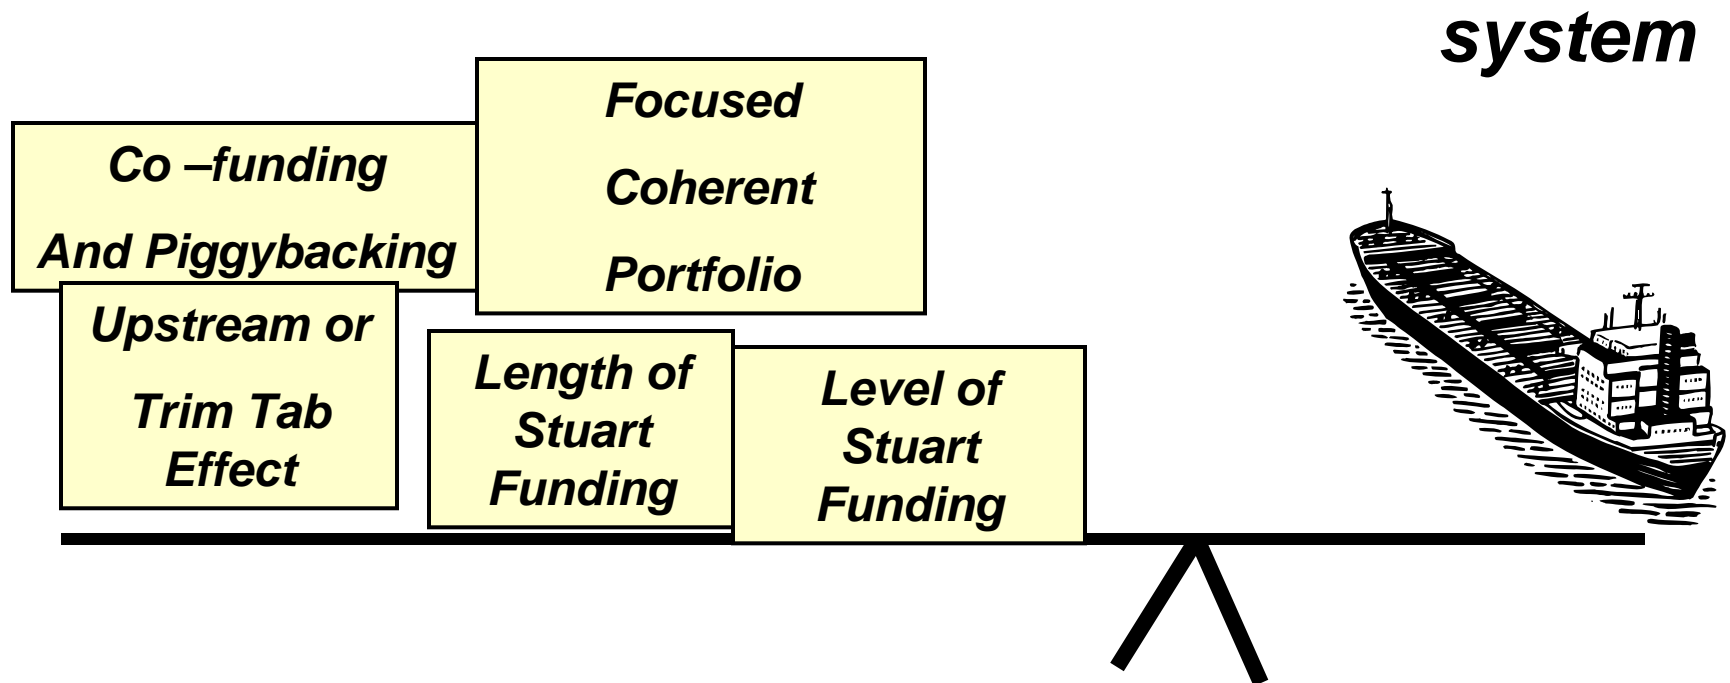 system
Focused
Coherent
Portfolio
Co –funding
And Piggybacking
Upstream or
Trim Tab
Effect
Length of
Stuart
Funding
Level of
Stuart
Funding